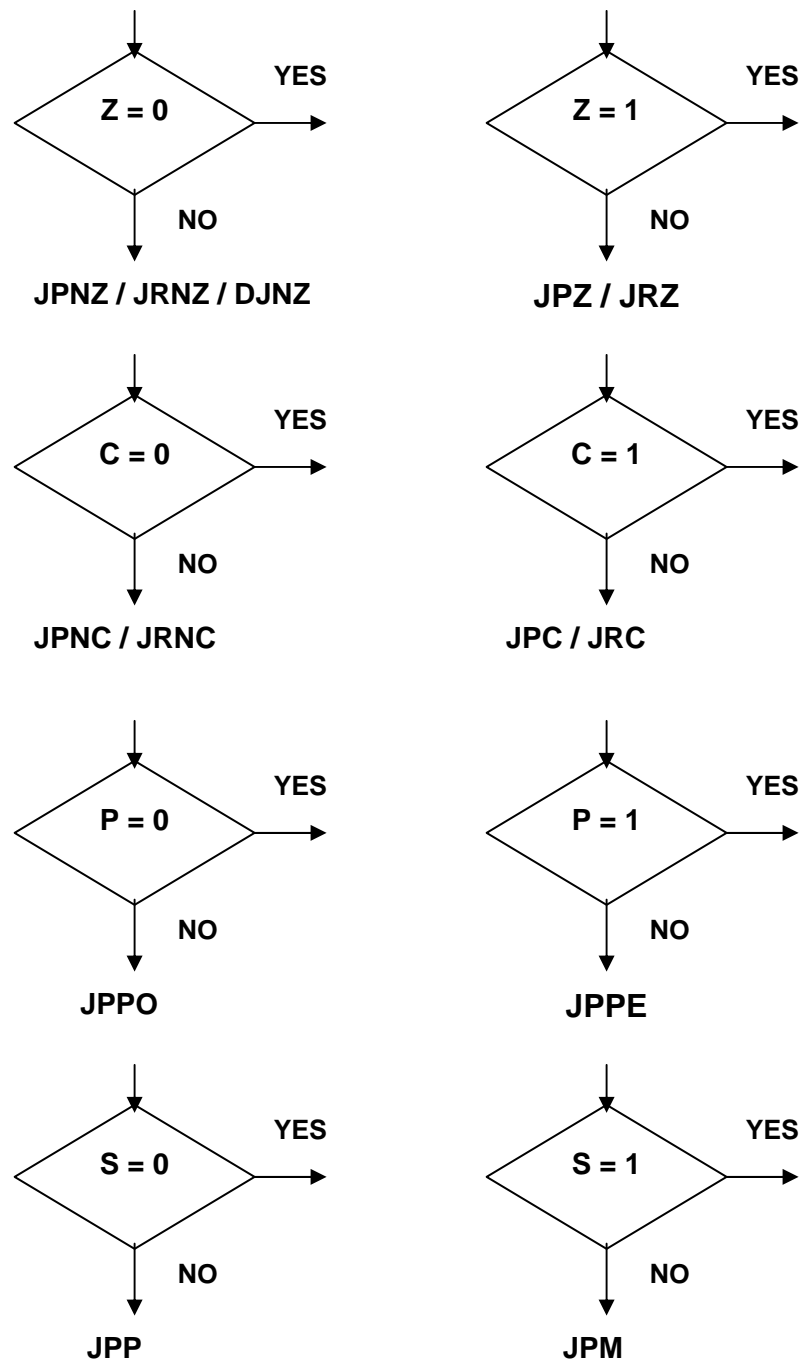 YES YES
Z = 0 Z = 1
NO NO
JPNZ / JRNZ / DJNZ JPZ / JRZ
YES YES
C = 0 C = 1
NO NO
JPNC / JRNC JPC / JRC
YES YES
P = 0 P = 1
NO NO
JPPO JPPE
YES YES
S = 0 S = 1
NO NO
JPP JPM